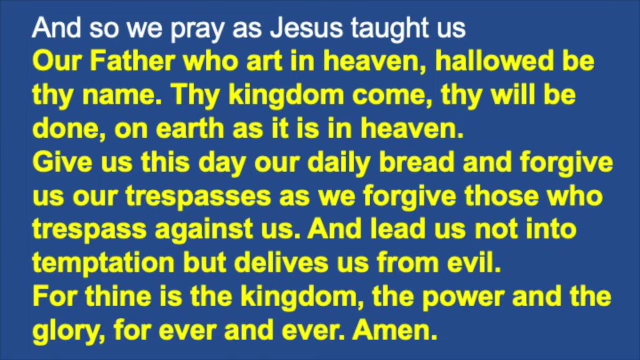 And so we pray as Jesus taught us
Our Father who art in heaven, hallowed be
thy name. Thy kingdom come, thy will be
done, on earth as it is in heaven.
Give us this day our daily bread and forgive
us our trespasses as we forgive those who
trespass against us. And lead us not into
temptation but delives us from evil.
For thine is the kingdom, the power and the
glory, for ever and ever. Amen.